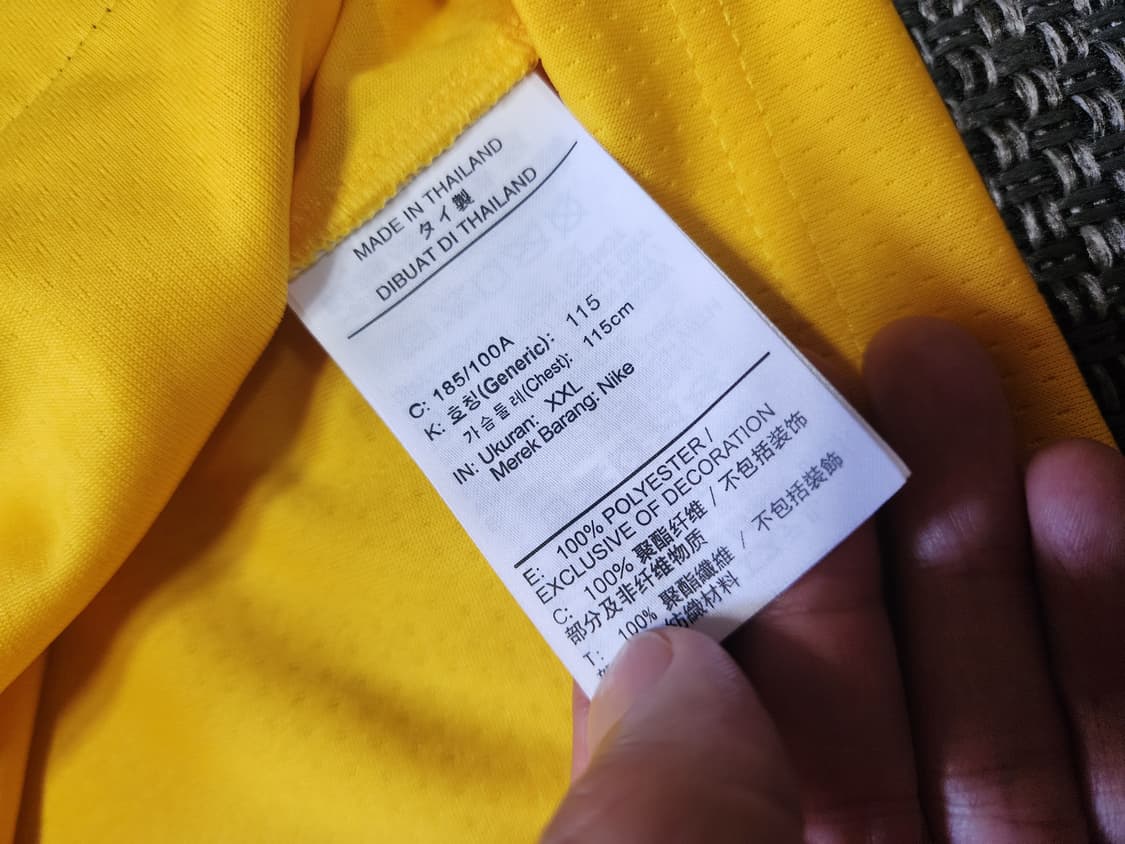 MADE IN THAILAND
タイ製
DIBUAT DI THAILAND
C: 185/100A
K: 호칭(Generic): 115
가슴둘레(Chest): 115cm
IN: Ukuran: XXL
Merek Barang: Nike
E: 100% POLYESTER /
EXCLUSIVE OF DECORATION
C: 100% 聚酯纤维 / 不包括装饰
部分及非纤维物质
T: 100% 聚酯纖維 / 不包括裝飾
紡織材料